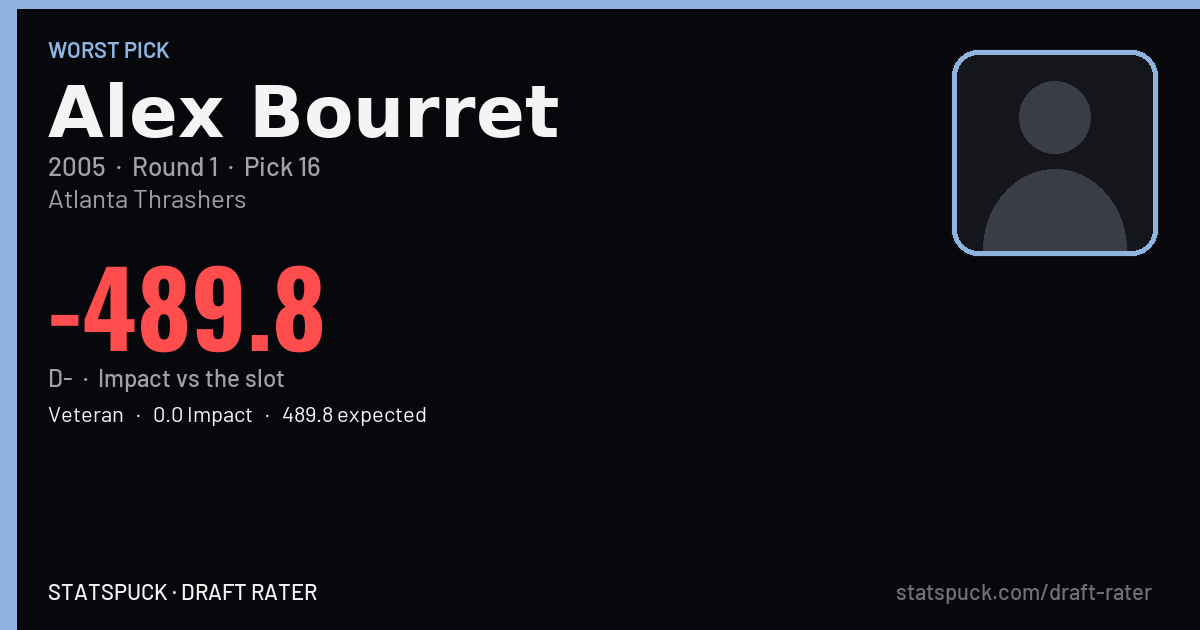 WORST PICK
Alex Bourret
2005 · Round 1 · Pick 16
Atlanta Thrashers
-489.8
D- · Impact vs the slot
Veteran · 0.0 Impact · 489.8 expected
STATSPUCK · DRAFT RATER
statspuck.com/draft-rater